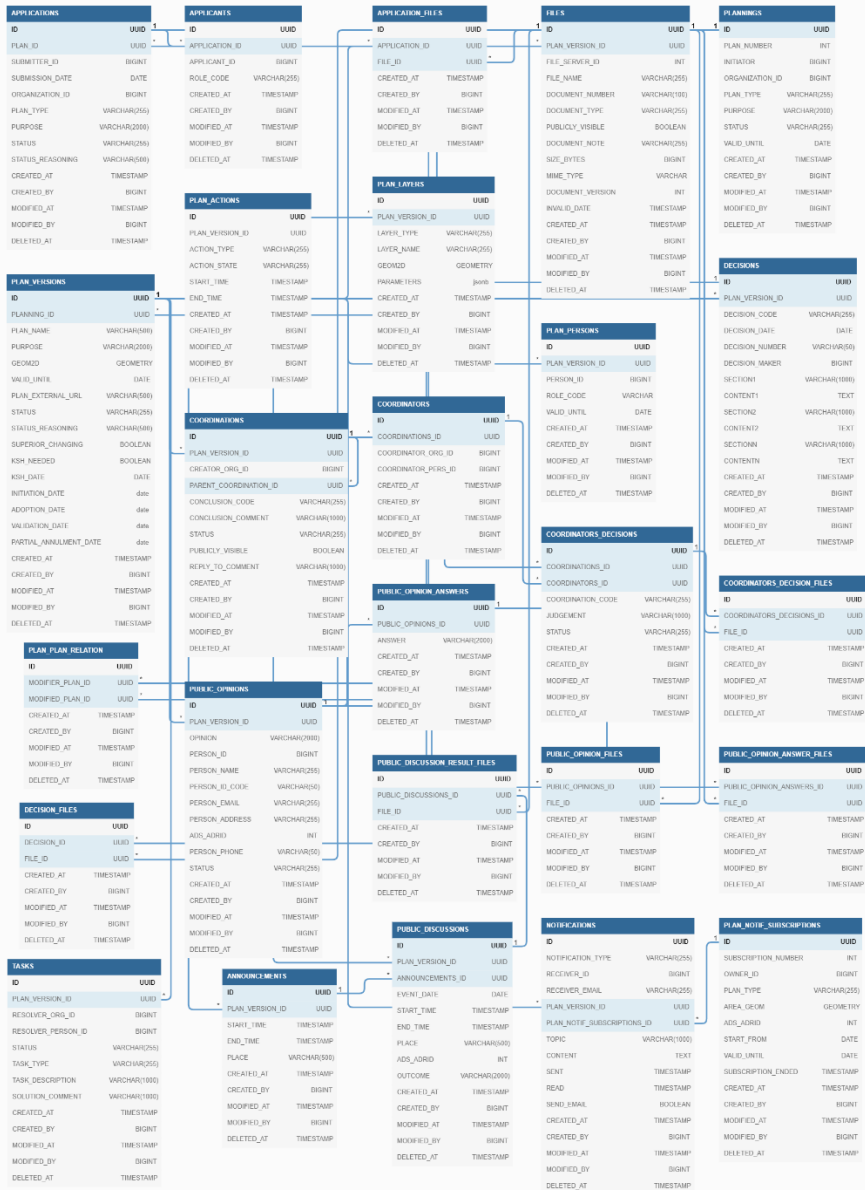 APPLICATIONS
ID UUID
PLAN_ID UUID
SUBMITTER_ID BIGINT
SUBMISSION_DATE DATE
ORGANIZATION_ID BIGINT
PLAN_TYPE VARCHAR(255)
PURPOSE VARCHAR(2000)
STATUS VARCHAR(255)
STATUS_REASONING VARCHAR(500)
CREATED_AT TIMESTAMP
CREATED_BY BIGINT
MODIFIED_AT TIMESTAMP
MODIFIED_BY BIGINT
DELETED_AT TIMESTAMP
APPLICANTS
ID UUID
APPLICATION_ID UUID
APPLICANT_ID BIGINT
ROLE_CODE VARCHAR(255)
CREATED_AT TIMESTAMP
CREATED_BY BIGINT
MODIFIED_AT TIMESTAMP
MODIFIED_BY BIGINT
DELETED_AT TIMESTAMP
APPLICATION_FILES
ID UUID
APPLICATION_ID UUID
FILE_ID UUID
CREATED_AT TIMESTAMP
CREATED_BY BIGINT
MODIFIED_AT TIMESTAMP
MODIFIED_BY BIGINT
DELETED_AT TIMESTAMP
FILES
ID UUID
PLAN_VERSION_ID UUID
FILE_SERVER_ID INT
FILE_NAME VARCHAR(255)
DOCUMENT_NUMBER VARCHAR(100)
DOCUMENT_TYPE VARCHAR(255)
PUBLICLY_VISIBLE BOOLEAN
DOCUMENT_NOTE VARCHAR(255)
SIZE_BYTES BIGINT
MIME_TYPE VARCHAR
DOCUMENT_VERSION INT
INVALID_DATE TIMESTAMP
CREATED_AT TIMESTAMP
CREATED_BY BIGINT
MODIFIED_AT TIMESTAMP
MODIFIED_BY BIGINT
DELETED_AT TIMESTAMP
PLANNINGS
ID UUID
PLAN_NUMBER INT
INITIATOR BIGINT
ORGANIZATION_ID BIGINT
PLAN_TYPE VARCHAR(255)
PURPOSE VARCHAR(2000)
STATUS VARCHAR(255)
VALID_UNTIL DATE
CREATED_AT TIMESTAMP
CREATED_BY BIGINT
MODIFIED_AT TIMESTAMP
MODIFIED_BY BIGINT
DELETED_AT TIMESTAMP
PLAN_ACTIONS
ID UUID
PLAN_VERSION_ID UUID
ACTION_TYPE VARCHAR(255)
ACTION_STATE VARCHAR(255)
START_TIME TIMESTAMP
END_TIME TIMESTAMP
CREATED_AT TIMESTAMP
CREATED_BY BIGINT
MODIFIED_AT TIMESTAMP
MODIFIED_BY BIGINT
DELETED_AT TIMESTAMP
PLAN_LAYERS
ID UUID
PLAN_VERSION_ID UUID
LAYER_TYPE VARCHAR(255)
LAYER_NAME VARCHAR(255)
GEOM2D GEOMETRY
PARAMETERS jsonb
CREATED_AT TIMESTAMP
CREATED_BY BIGINT
MODIFIED_AT TIMESTAMP
MODIFIED_BY BIGINT
DELETED_AT TIMESTAMP
PLAN_VERSIONS
ID UUID
PLANNING_ID UUID
PLAN_NAME VARCHAR(500)
PURPOSE VARCHAR(2000)
GEOM2D GEOMETRY
VALID_UNTIL DATE
PLAN_EXTERNAL_URL VARCHAR(500)
STATUS VARCHAR(255)
STATUS_REASONING VARCHAR(500)
SUPERIOR_CHANGING BOOLEAN
KSH_NEEDED BOOLEAN
KSH_DATE DATE
INITIATION_DATE date
ADOPTION_DATE date
VALIDATION_DATE date
PARTIAL_ANNULMENT_DATE date
CREATED_AT TIMESTAMP
CREATED_BY BIGINT
MODIFIED_AT TIMESTAMP
MODIFIED_BY BIGINT
DELETED_AT TIMESTAMP
DECISIONS
ID UUID
PLAN_VERSION_ID UUID
DECISION_CODE VARCHAR(255)
DECISION_DATE DATE
DECISION_NUMBER VARCHAR(50)
DECISION_MAKER BIGINT
SECTION1 VARCHAR(1000)
CONTENT1 TEXT
SECTION2 VARCHAR(1000)
CONTENT2 TEXT
SECTIONN VARCHAR(1000)
CONTENTN TEXT
CREATED_AT TIMESTAMP
CREATED_BY BIGINT
MODIFIED_AT TIMESTAMP
MODIFIED_BY BIGINT
DELETED_AT TIMESTAMP
PLAN_PERSONS
ID UUID
PLAN_VERSION_ID UUID
PERSON_ID BIGINT
ROLE_CODE VARCHAR
VALID_UNTIL DATE
CREATED_AT TIMESTAMP
CREATED_BY BIGINT
MODIFIED_AT TIMESTAMP
MODIFIED_BY BIGINT
DELETED_AT TIMESTAMP
COORDINATIONS
ID UUID
PLAN_VERSION_ID UUID
CREATOR_ORG_ID BIGINT
PARENT_COORDINATION_ID UUID
CONCLUSION_CODE VARCHAR(255)
CONCLUSION_COMMENT VARCHAR(1000)
STATUS VARCHAR(255)
PUBLICLY_VISIBLE BOOLEAN
REPLY_TO_COMMENT VARCHAR(1000)
CREATED_AT TIMESTAMP
CREATED_BY BIGINT
MODIFIED_AT TIMESTAMP
MODIFIED_BY BIGINT
DELETED_AT TIMESTAMP
COORDINATORS
ID UUID
COORDINATIONS_ID UUID
COORDINATOR_ORG_ID BIGINT
COORDINATOR_PERS_ID BIGINT
CREATED_AT TIMESTAMP
CREATED_BY BIGINT
MODIFIED_AT TIMESTAMP
MODIFIED_BY BIGINT
DELETED_AT TIMESTAMP
COORDINATORS_DECISIONS
ID UUID
COORDINATIONS_ID UUID
COORDINATORS_ID UUID
COORDINATION_CODE VARCHAR(255)
JUDGEMENT VARCHAR(1000)
STATUS VARCHAR(255)
CREATED_AT TIMESTAMP
CREATED_BY BIGINT
MODIFIED_AT TIMESTAMP
MODIFIED_BY BIGINT
DELETED_AT TIMESTAMP
COORDINATORS_DECISION_FILES
ID UUID
COORDINATORS_DECISIONS_ID UUID
FILE_ID UUID
CREATED_AT TIMESTAMP
CREATED_BY BIGINT
MODIFIED_AT TIMESTAMP
MODIFIED_BY BIGINT
DELETED_AT TIMESTAMP
PUBLIC_OPINION_ANSWERS
ID UUID
PUBLIC_OPINIONS_ID UUID
ANSWER VARCHAR(2000)
CREATED_AT TIMESTAMP
CREATED_BY BIGINT
MODIFIED_AT TIMESTAMP
MODIFIED_BY BIGINT
DELETED_AT TIMESTAMP
PLAN_PLAN_RELATION
ID UUID
MODIFIER_PLAN_ID UUID
MODIFIED_PLAN_ID UUID
CREATED_AT TIMESTAMP
CREATED_BY BIGINT
MODIFIED_AT TIMESTAMP
MODIFIED_BY BIGINT
DELETED_AT TIMESTAMP
PUBLIC_OPINIONS
ID UUID
PLAN_VERSION_ID UUID
OPINION VARCHAR(2000)
PERSON_ID BIGINT
PERSON_NAME VARCHAR(255)
PERSON_ID_CODE VARCHAR(50)
PERSON_EMAIL VARCHAR(255)
PERSON_ADDRESS VARCHAR(255)
ADS_ADRID INT
PERSON_PHONE VARCHAR(50)
STATUS VARCHAR(255)
CREATED_AT TIMESTAMP
CREATED_BY BIGINT
MODIFIED_AT TIMESTAMP
MODIFIED_BY BIGINT
DELETED_AT TIMESTAMP
PUBLIC_DISCUSSION_RESULT_FILES
ID UUID
PUBLIC_DISCUSSIONS_ID UUID
FILE_ID UUID
CREATED_AT TIMESTAMP
CREATED_BY BIGINT
MODIFIED_AT TIMESTAMP
MODIFIED_BY BIGINT
DELETED_AT TIMESTAMP
PUBLIC_OPINION_FILES
ID UUID
PUBLIC_OPINIONS_ID UUID
FILE_ID UUID
CREATED_AT TIMESTAMP
CREATED_BY BIGINT
MODIFIED_AT TIMESTAMP
MODIFIED_BY BIGINT
DELETED_AT TIMESTAMP
PUBLIC_OPINION_ANSWER_FILES
ID UUID
PUBLIC_OPINION_ANSWERS_ID UUID
FILE_ID UUID
CREATED_AT TIMESTAMP
CREATED_BY BIGINT
MODIFIED_AT TIMESTAMP
MODIFIED_BY BIGINT
DELETED_AT TIMESTAMP
DECISION_FILES
ID UUID
DECISION_ID UUID
FILE_ID UUID
CREATED_AT TIMESTAMP
CREATED_BY BIGINT
MODIFIED_AT TIMESTAMP
MODIFIED_BY BIGINT
DELETED_AT TIMESTAMP
TASKS
ID UUID
PLAN_VERSION_ID UUID
RESOLVER_ORG_ID BIGINT
RESOLVER_PERSON_ID BIGINT
STATUS VARCHAR(255)
TASK_TYPE VARCHAR(255)
TASK_DESCRIPTION VARCHAR(1000)
SOLUTION_COMMENT VARCHAR(1000)
CREATED_AT TIMESTAMP
CREATED_BY BIGINT
MODIFIED_AT TIMESTAMP
MODIFIED_BY BIGINT
DELETED_AT TIMESTAMP
ANNOUNCEMENTS
ID UUID
PLAN_VERSION_ID UUID
START_TIME TIMESTAMP
END_TIME TIMESTAMP
PLACE VARCHAR(500)
CREATED_AT TIMESTAMP
CREATED_BY BIGINT
MODIFIED_AT TIMESTAMP
MODIFIED_BY BIGINT
DELETED_AT TIMESTAMP
PUBLIC_DISCUSSIONS
ID UUID
PLAN_VERSION_ID UUID
ANNOUNCEMENTS_ID UUID
EVENT_DATE DATE
START_TIME TIMESTAMP
END_TIME TIMESTAMP
PLACE VARCHAR(500)
ADS_ADRID INT
OUTCOME VARCHAR(2000)
CREATED_AT TIMESTAMP
CREATED_BY BIGINT
MODIFIED_AT TIMESTAMP
MODIFIED_BY BIGINT
DELETED_AT TIMESTAMP
NOTIFICATIONS
ID UUID
NOTIFICATION_TYPE VARCHAR(255)
RECEIVER_ID BIGINT
RECEIVER_EMAIL VARCHAR(255)
PLAN_VERSION_ID UUID
PLAN_NOTIF_SUBSCRIPTIONS_ID UUID
TOPIC VARCHAR(1000)
CONTENT TEXT
SENT TIMESTAMP
READ TIMESTAMP
SEND_EMAIL BOOLEAN
CREATED_AT TIMESTAMP
CREATED_BY BIGINT
MODIFIED_AT TIMESTAMP
MODIFIED_BY BIGINT
DELETED_AT TIMESTAMP
PLAN_NOTIF_SUBSCRIPTIONS
ID UUID
SUBSCRIPTION_NUMBER INT
OWNER_ID BIGINT
PLAN_TYPE VARCHAR(255)
AREA_GEOM GEOMETRY
ADS_ADRID INT
START_FROM DATE
VALID_UNTIL DATE
SUBSCRIPTION_ENDED TIMESTAMP
CREATED_AT TIMESTAMP
CREATED_BY BIGINT
MODIFIED_AT TIMESTAMP
MODIFIED_BY BIGINT
DELETED_AT TIMESTAMP